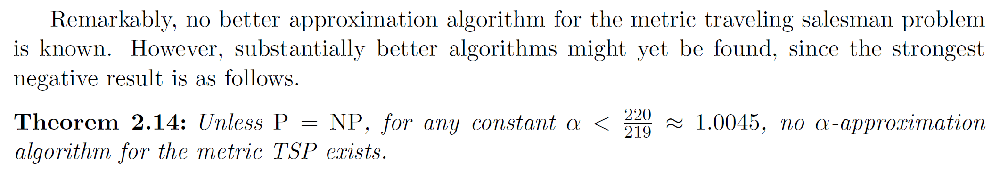 Remarkably, no better approximation algorithm for the metric traveling salesman problem
is known. However, substantially better algorithms might yet be found, since the strongest
negative result is as follows.
Theorem 2.14: Unless P = NP, for any constant α < 220/219 ≈ 1.0045, no α-approximation
algorithm for the metric TSP exists.